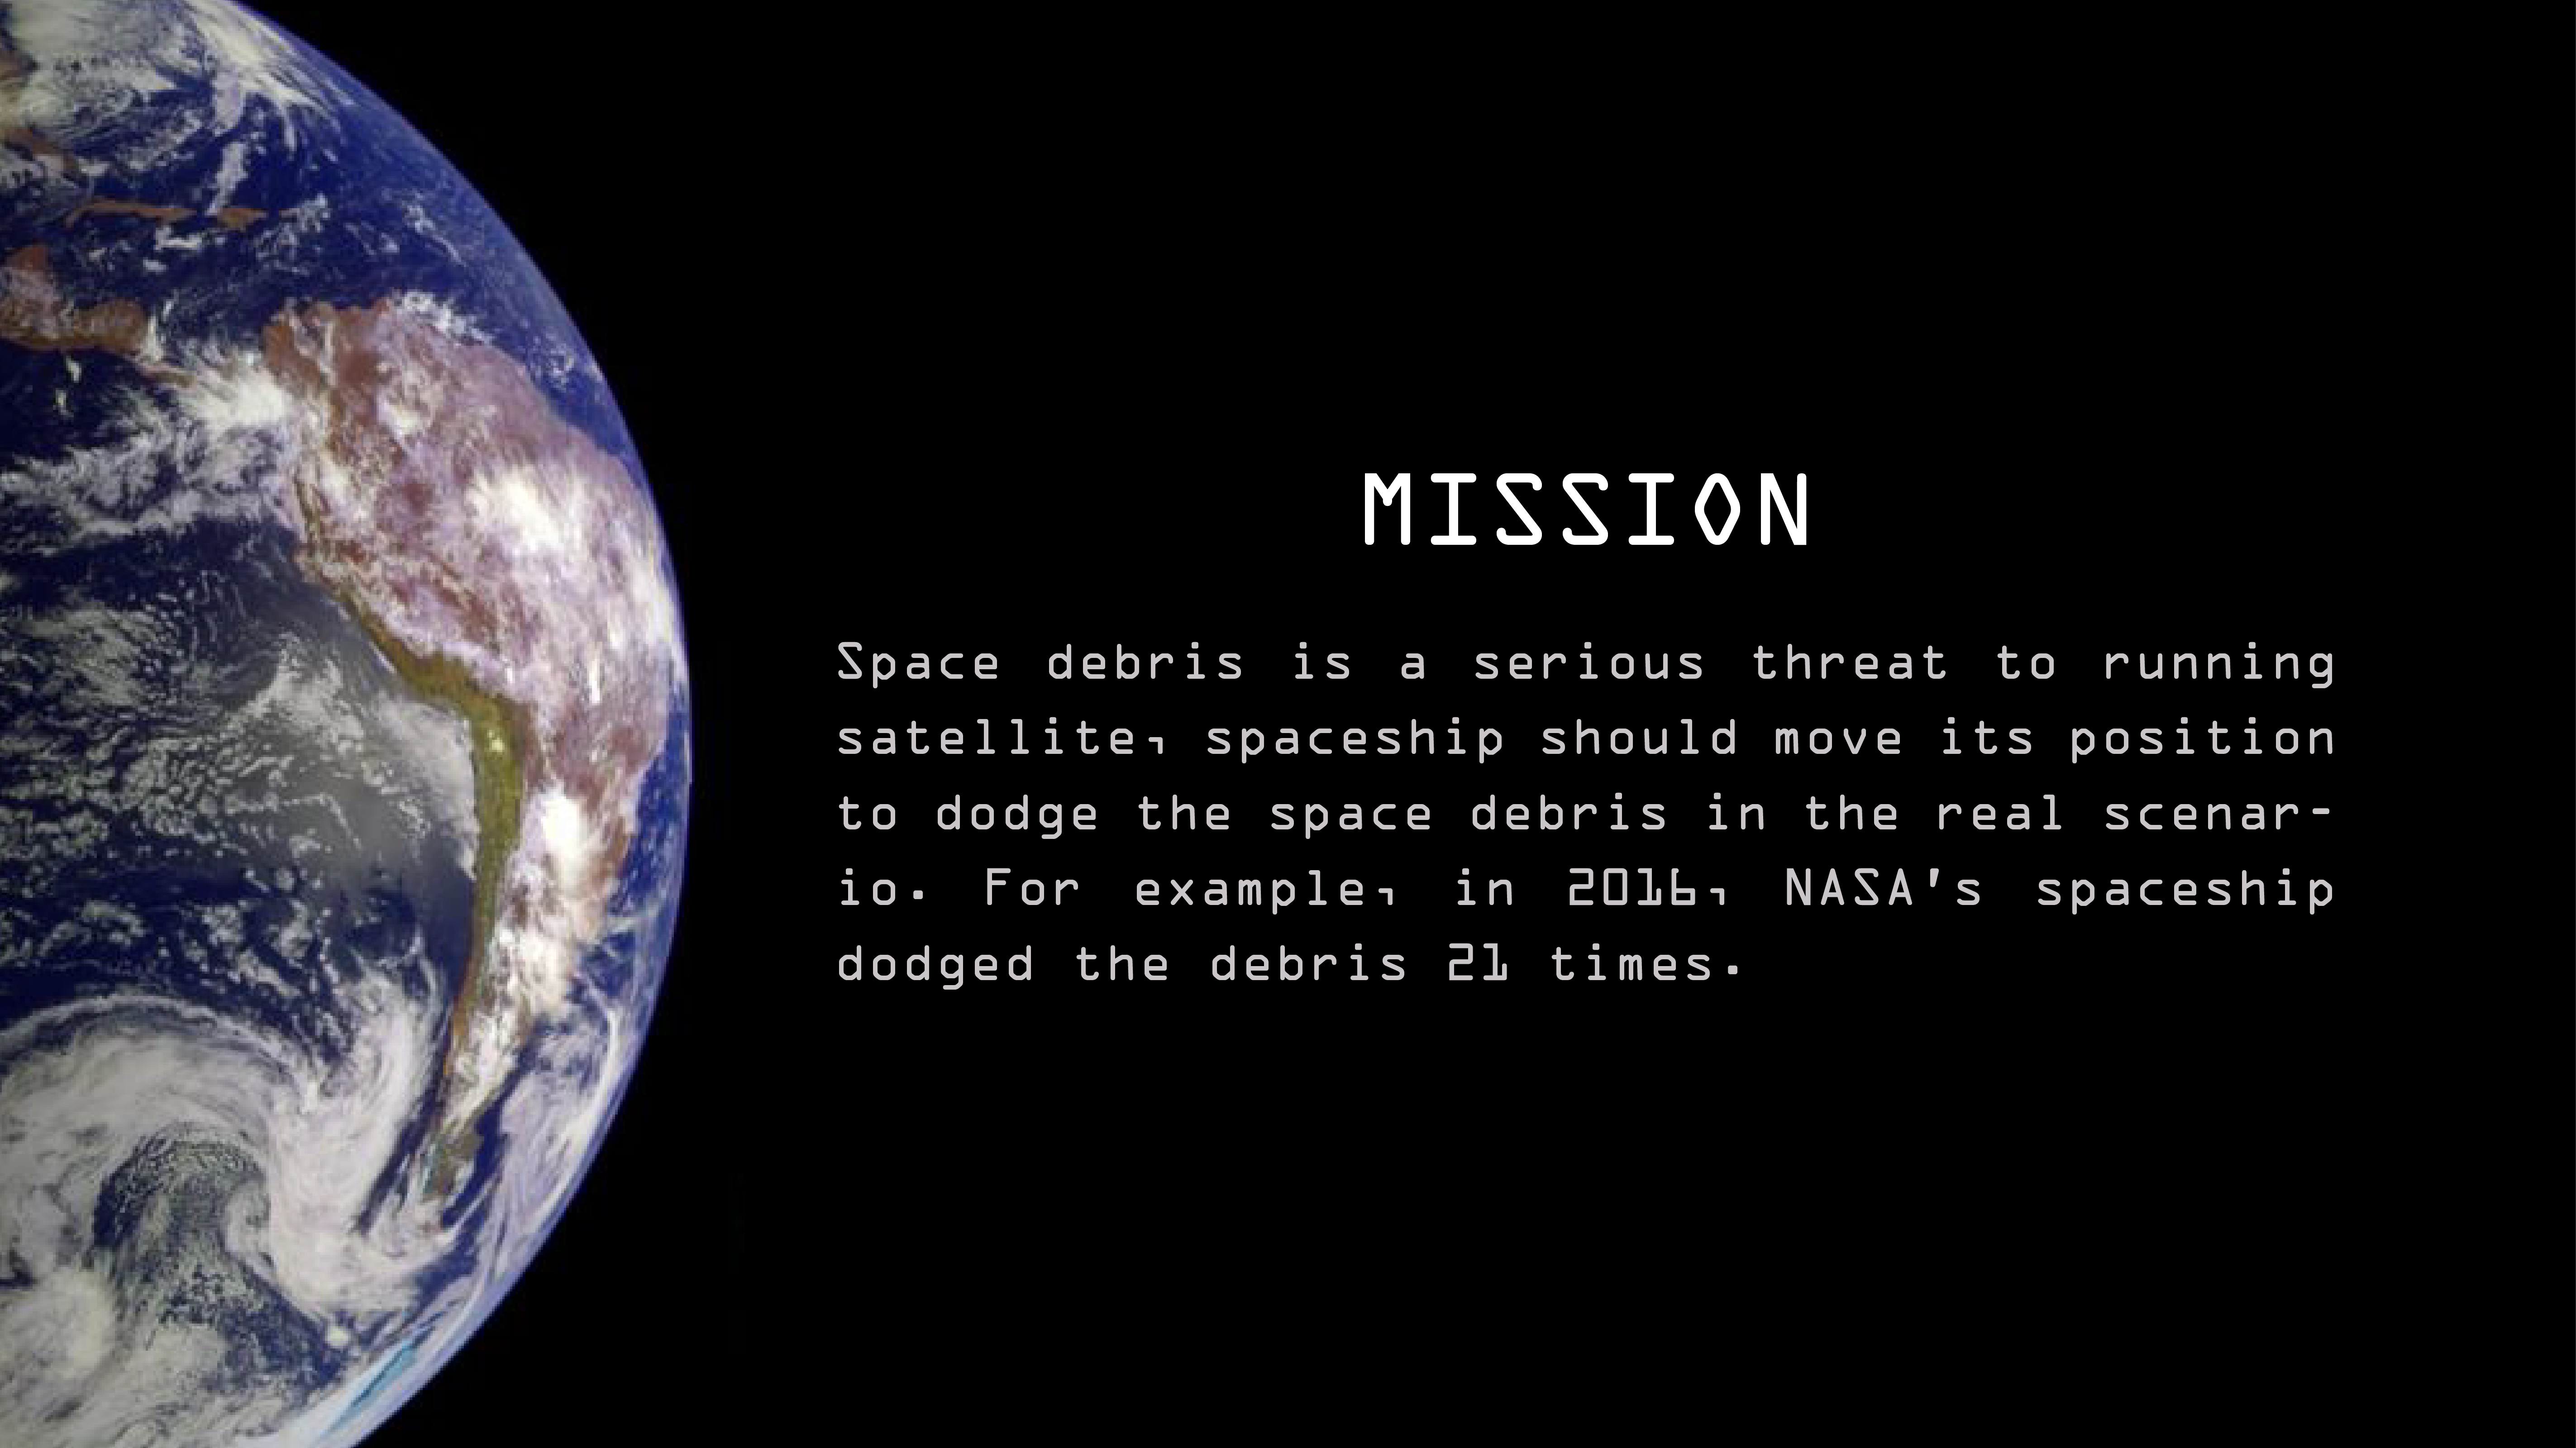 MISSION
Space debris is a serious threat to running
satellite, spaceship should move its position
to dodge the space debris in the real scenar-
io. For example, in 2016, NASA's spaceship
dodged the debris 21 times.